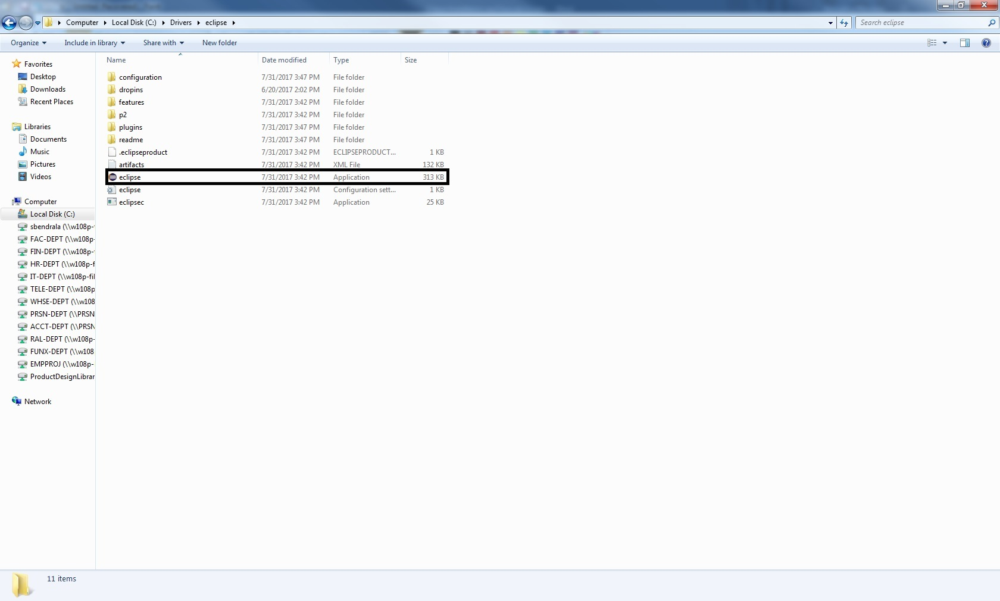 Computer Local Disk (C:) Drivers eclipse
Search eclipse
Organize Include in library Share with New folder
Name Date modified Type Size
Favorites
Desktop
Downloads
Recent Places
Libraries
Documents
Music
Pictures
Videos
Computer
Local Disk (C:)
sbendrala (\\w108p-
FAC-DEPT (\\w108p-
FIN-DEPT (\\w108p-
HR-DEPT (\\w108p-f
IT-DEPT (\\w108p-fil
TELE-DEPT (\\w108p
WHSE-DEPT (\\w108
PRSN-DEPT (\\PRSN
ACCT-DEPT (\\PRSN
RAL-DEPT (\\w108p-
FUNX-DEPT (\\w108
EMPPROJ (\\w108p-
ProductDesignLibrar
Network
configuration 7/31/2017 3:47 PM File folder
dropins 6/20/2017 2:02 PM File folder
features 7/31/2017 3:42 PM File folder
p2 7/31/2017 3:42 PM File folder
plugins 7/31/2017 3:47 PM File folder
readme 7/31/2017 3:47 PM File folder
.eclipseproduct 7/31/2017 3:42 PM ECLIPSEPRODUCT... 1 KB
artifacts 7/31/2017 3:42 PM XML File 132 KB
eclipse 7/31/2017 3:42 PM Application 313 KB
eclipse 7/31/2017 3:42 PM Configuration sett... 1 KB
eclipsec 7/31/2017 3:42 PM Application 25 KB
11 items